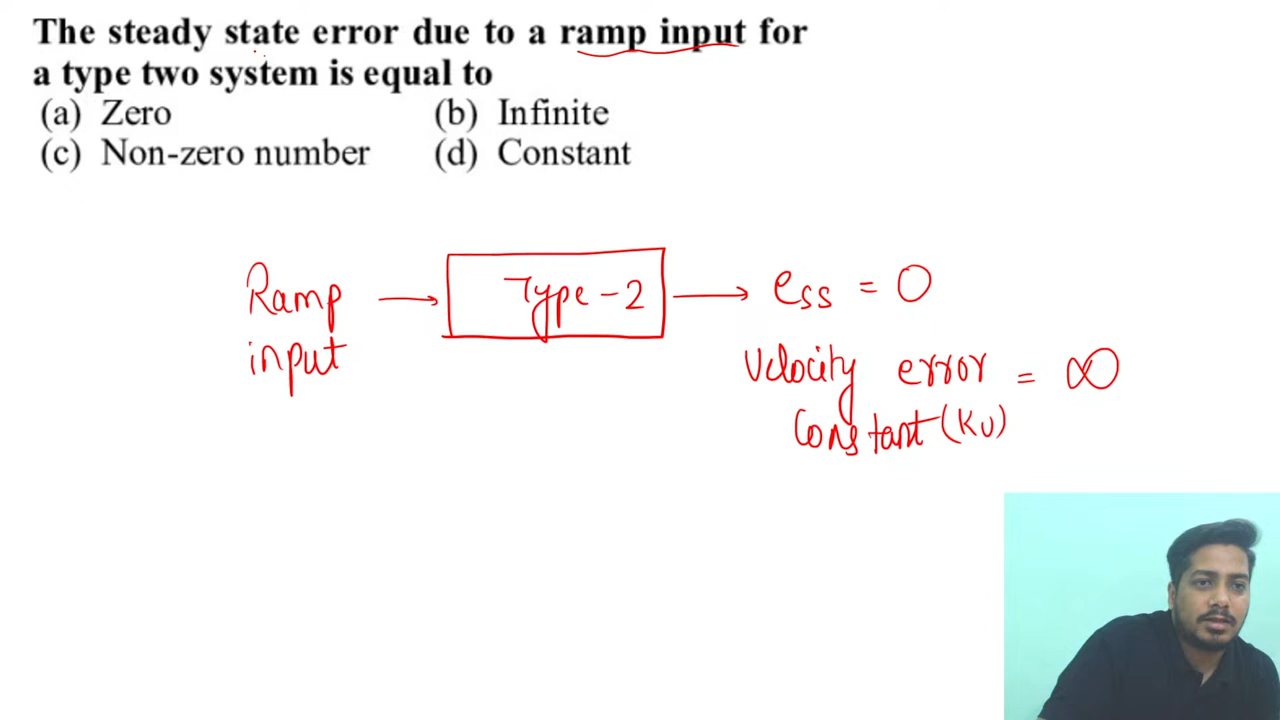 The steady state error due to a ramp input for
a type two system is equal to
(a) Zero (b) Infinite
(c) Non-zero number (d) Constant
Ramp input
Type-2
ess = 0
Velocity error = ∞
Constant (Kv)